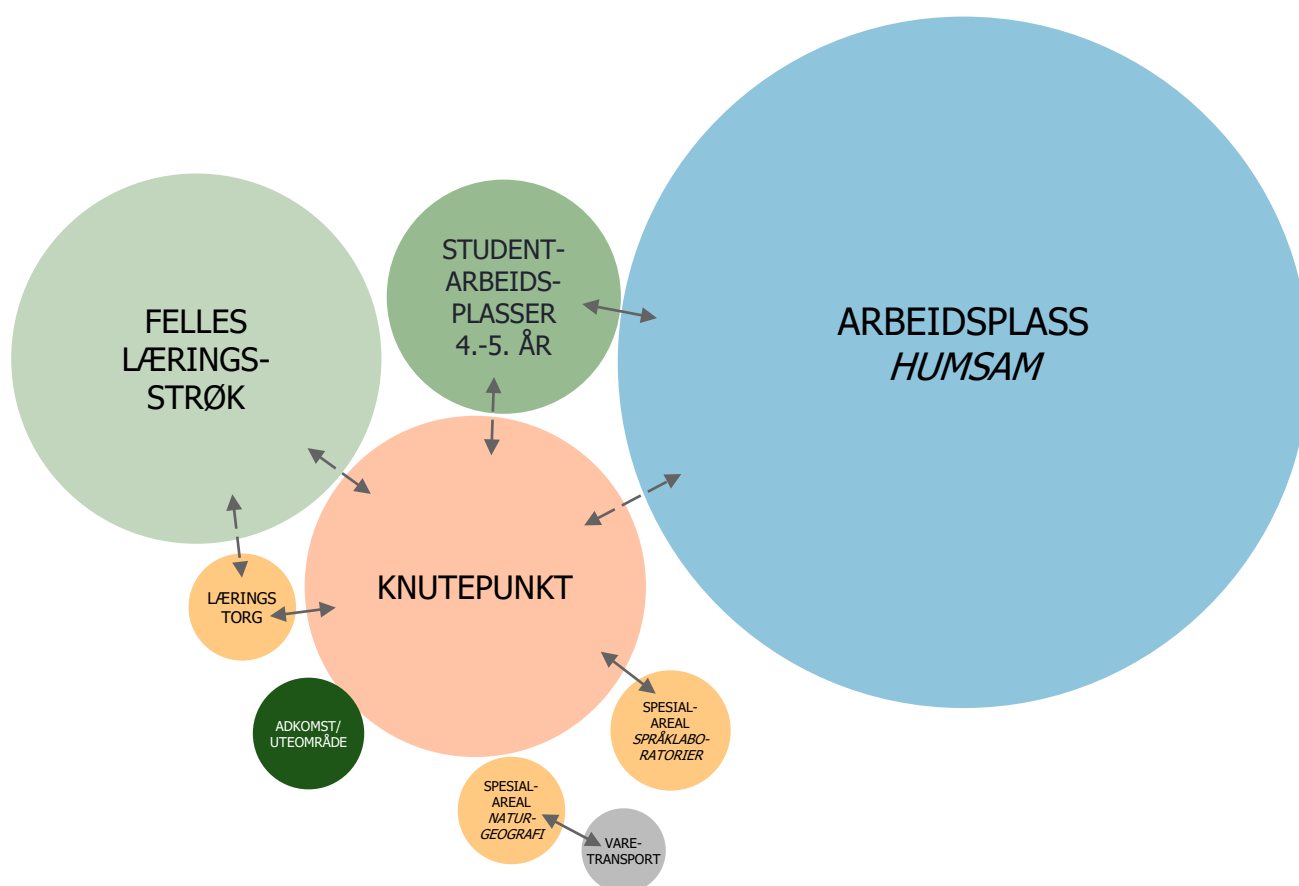 FELLES
LÆRINGS-
STRØK
STUDENT-
ARBEIDS-
PLASSER
4.-5. ÅR
ARBEIDSPLASS
HUMSAM
KNUTEPUNKT
LÆRINGS
TORG
ADKOMST/
UTEOMRÅDE
SPESIAL-
AREAL
SPRÅKLABO-
RATORIER
SPESIAL-
AREAL
NATUR-
GEOGRAFI
VARE-
TRANSPORT